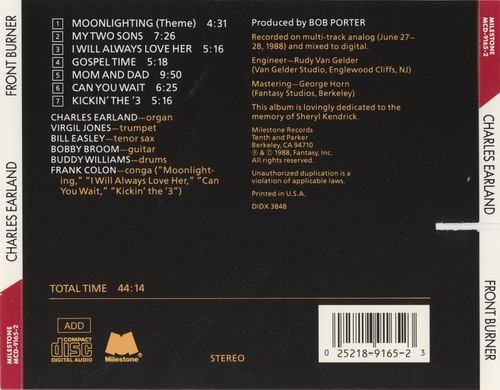 MILESTONE
MCD-9165-2
FRONT BURNER
CHARLES EARLAND
1 MOONLIGHTING (Theme) 4:31
2 MY TWO SONS 7:26
3 I WILL ALWAYS LOVE HER 5:16
4 GOSPEL TIME 5:18
5 MOM AND DAD 9:50
6 CAN YOU WAIT 6:25
7 KICKIN' THE '3 5:16
CHARLES EARLAND—organ
VIRGIL JONES—trumpet
BILL EASLEY—tenor sax
BOBBY BROOM—guitar
BUDDY WILLIAMS—drums
FRANK COLON—conga ("Moonlight-
ing," "I Will Always Love Her," "Can
You Wait," "Kickin' the '3")
Produced by BOB PORTER
Recorded on multi-track analog (June 27–
28, 1988) and mixed to digital.
Engineer—Rudy Van Gelder
(Van Gelder Studio, Englewood Cliffs, NJ)
Mastering—George Horn
(Fantasy Studios, Berkeley)
This album is lovingly dedicated to the
memory of Sheryl Kendrick.
Milestone Records
Tenth and Parker
Berkeley, CA 94710
℗ & © 1988, Fantasy, Inc.
All rights reserved.
Unauthorized duplication is a
violation of applicable laws.
Printed in U.S.A.
DIDX 3848
TOTAL TIME 44:14
ADD
COMPACT
disc
DIGITAL AUDIO
Milestone
STEREO
0 25218-9165-2 3
MILESTONE
MCD-9165-2
CHARLES EARLAND
FRONT BURNER